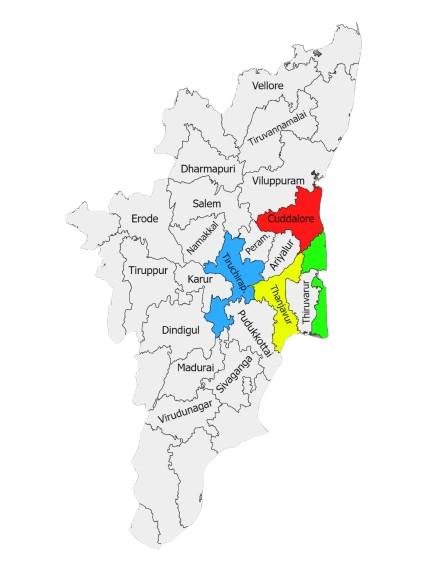 Vellore
Tiruvannamalai
Dharmapuri
Viluppuram
Salem
Erode
Cuddalore
Namakkal
Peram.
Ariyalur
Tiruppur
Karur
Tiruchirap.
Thanjavur
Thiruvarur
Dindigul
Pudukkottai
Madurai
Sivaganga
Virudunagar